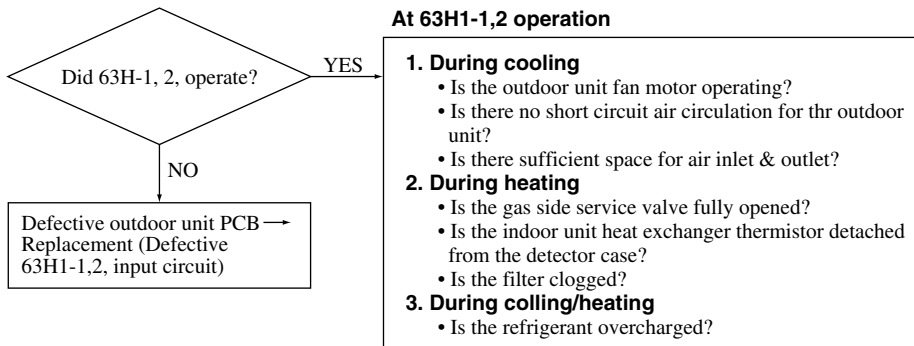 At 63H1-1,2 operation
Did 63H-1, 2, operate?
YES
NO
Defective outdoor unit PCB →
Replacement (Defective
63H1-1,2, input circuit)
1. During cooling
• Is the outdoor unit fan motor operating?
• Is there no short circuit air circulation for thr outdoor
unit?
• Is there sufficient space for air inlet & outlet?
2. During heating
• Is the gas side service valve fully opened?
• Is the indoor unit heat exchanger thermistor detached
from the detector case?
• Is the filter clogged?
3. During colling/heating
• Is the refrigerant overcharged?